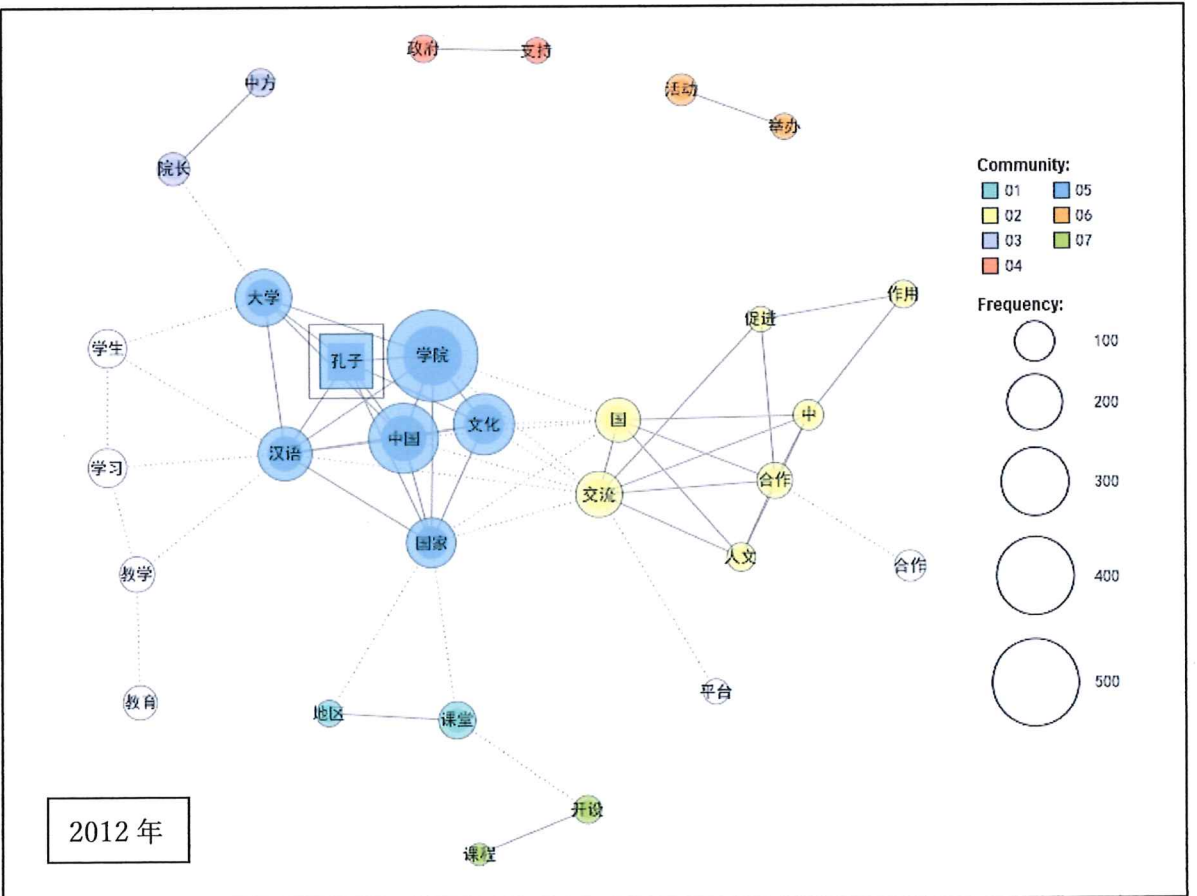 政府
支持
中方
活动
举办
院长
Community:
01
05
02
06
03
07
04
大学
作用
Frequency:
促进
100
学生
孔子
学院
200
国
中
文化
中国
汉语
学习
合作
300
交流
国家
人文
合作
教学
400
500
平台
教育
地区
课堂
开设
2012 年
课程